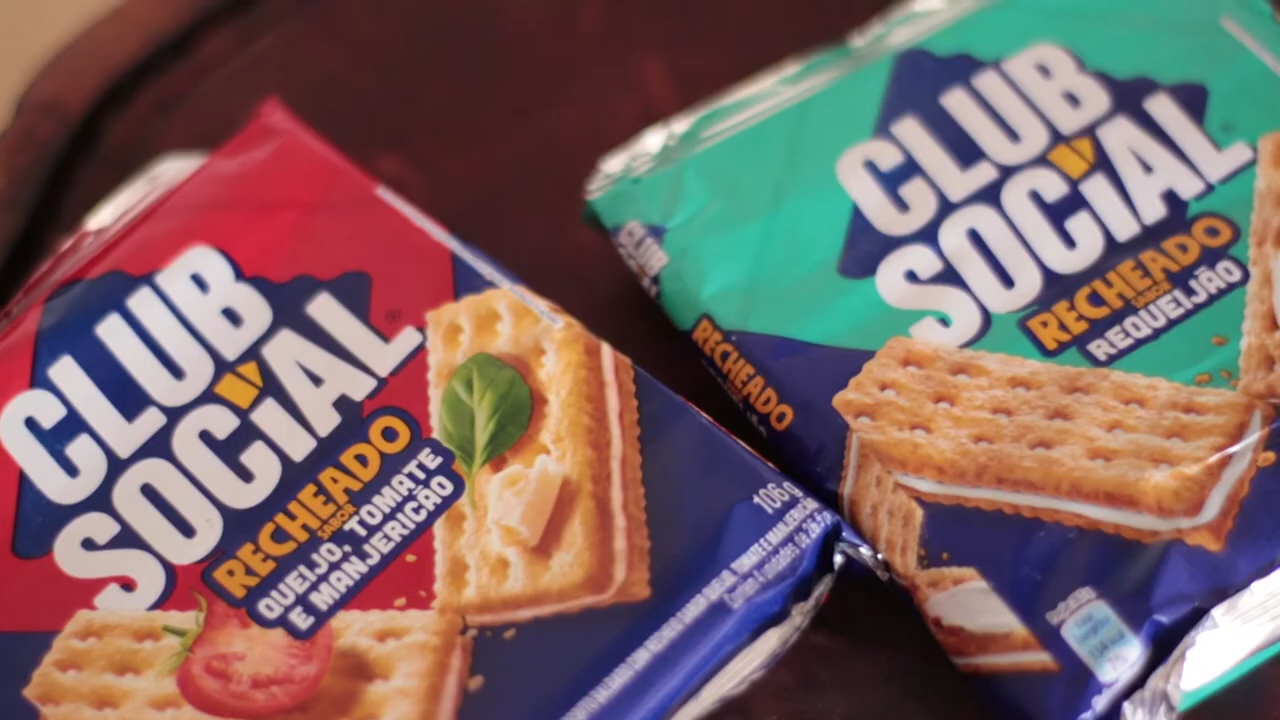 CLUB
SOCiAL
RECHEADO
SABOR
QUEIJO, TOMATE
E MANJERICÃO
106g
CLUB
SOCiAL
RECHEADO
SABOR
REQUEIJÃO
RECHEADO